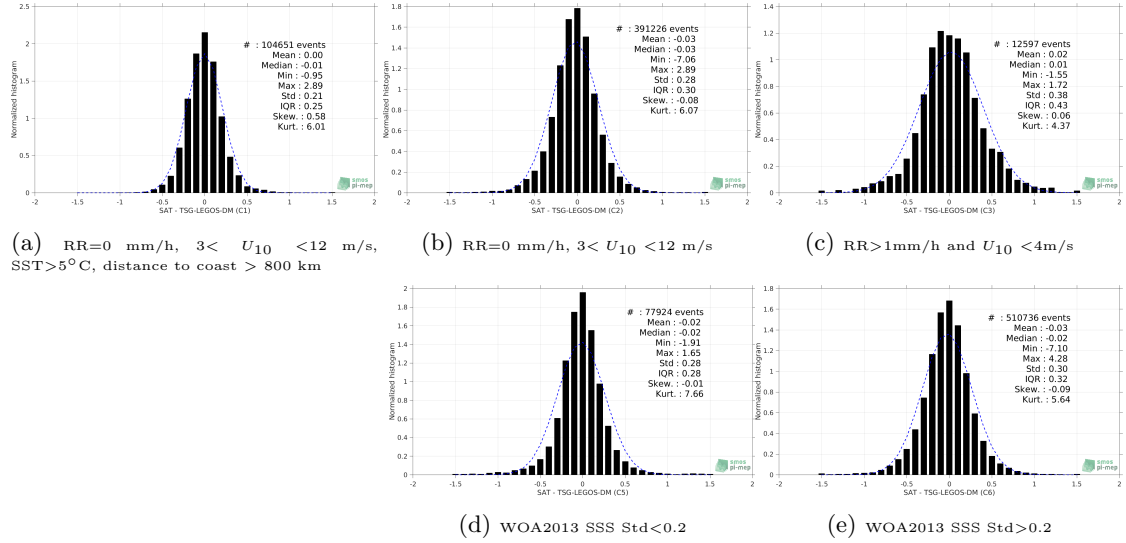 2.5
2
1.5
1
0.5
0
Normalized histogram
# : 104651 events
Mean : 0.00
Median : -0.01
Min : -0.95
Max : 2.89
Std : 0.21
IQR : 0.25
Skew. : 0.58
Kurt. : 6.01
-2 -1.5 -1 -0.5 0 0.5 1 1.5 2
SAT - TSG-LEGOS-DM (C1)
smos
pi-mep
1.8
1.6
1.4
1.2
1
0.8
0.6
0.4
0.2
0
Normalized histogram
# : 391226 events
Mean : -0.03
Median : -0.03
Min : -7.06
Max : 2.89
Std : 0.28
IQR : 0.30
Skew. : -0.08
Kurt. : 6.07
-2 -1.5 -1 -0.5 0 0.5 1 1.5 2
SAT - TSG-LEGOS-DM (C2)
smos
pi-mep
1.4
1.2
1
0.8
0.6
0.4
0.2
0
Normalized histogram
# : 12597 events
Mean : 0.02
Median : 0.01
Min : -1.55
Max : 1.72
Std : 0.38
IQR : 0.43
Skew. : 0.06
Kurt. : 4.37
-2 -1.5 -1 -0.5 0 0.5 1 1.5 2
SAT - TSG-LEGOS-DM (C3)
smos
pi-mep
(a) RR=0 mm/h, 3< U10 <12 m/s,
SST>5°C, distance to coast > 800 km
(b) RR=0 mm/h, 3< U10 <12 m/s
(c) RR>1mm/h and U10 <4m/s
2
1.8
1.6
1.4
1.2
1
0.8
0.6
0.4
0.2
0
Normalized histogram
# : 77924 events
Mean : -0.02
Median : -0.02
Min : -1.91
Max : 1.65
Std : 0.28
IQR : 0.28
Skew. : -0.01
Kurt. : 7.66
-2 -1.5 -1 -0.5 0 0.5 1 1.5 2
SAT - TSG-LEGOS-DM (C5)
smos
pi-mep
1.8
1.6
1.4
1.2
1
0.8
0.6
0.4
0.2
0
Normalized histogram
# : 510736 events
Mean : -0.03
Median : -0.02
Min : -7.10
Max : 4.28
Std : 0.30
IQR : 0.32
Skew. : -0.09
Kurt. : 5.64
-2 -1.5 -1 -0.5 0 0.5 1 1.5 2
SAT - TSG-LEGOS-DM (C6)
smos
pi-mep
(d) WOA2013 SSS Std<0.2
(e) WOA2013 SSS Std>0.2